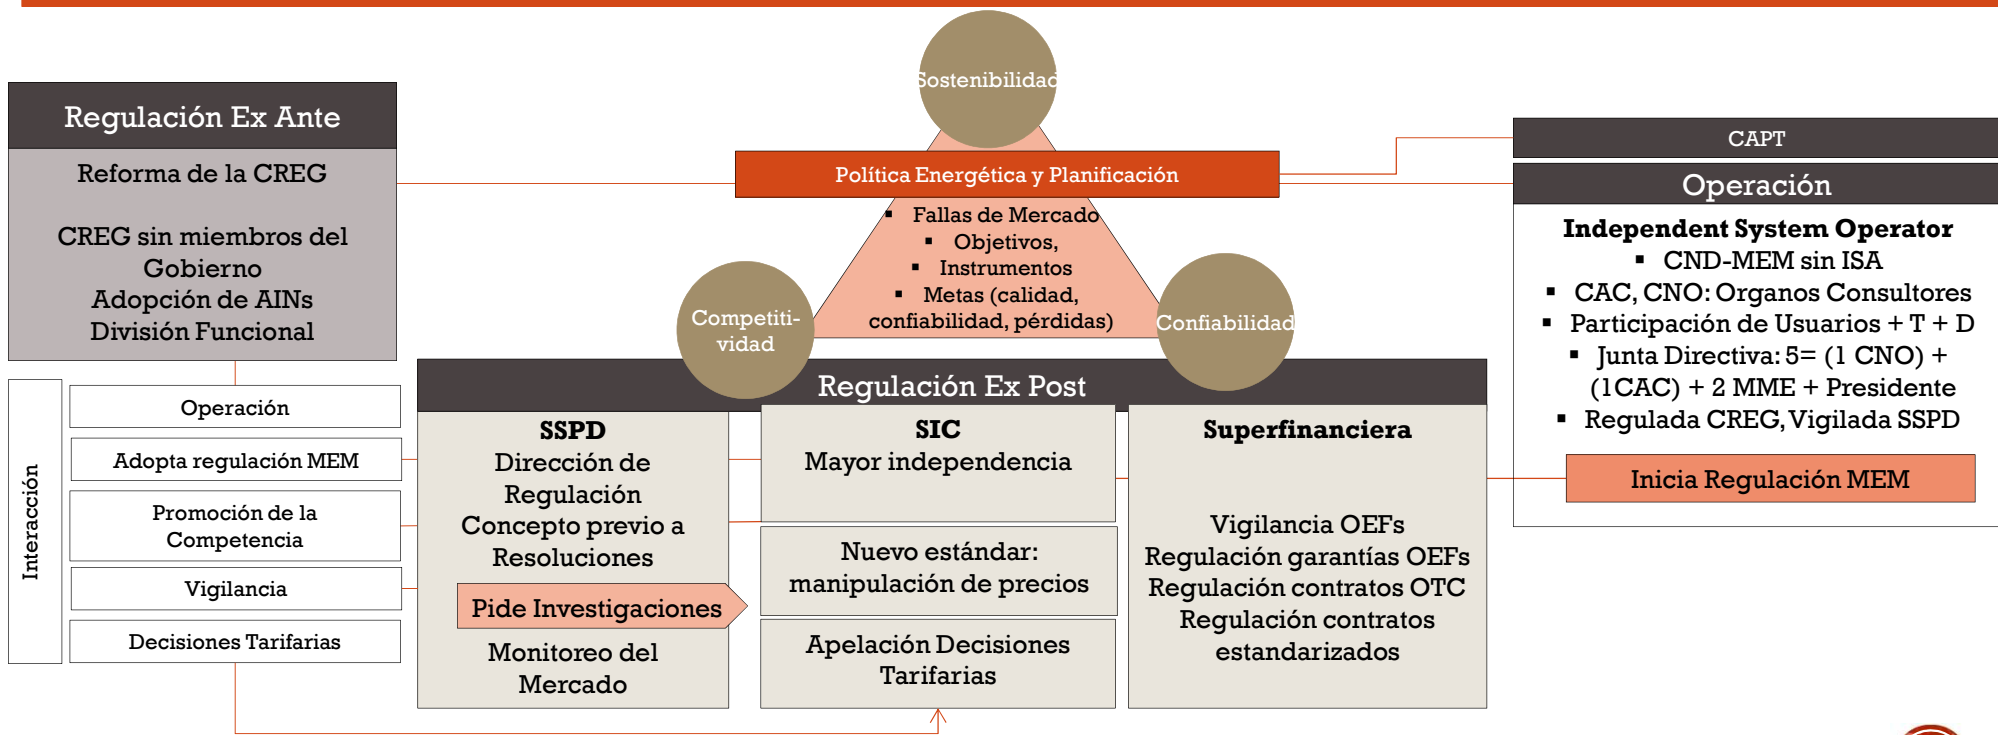 Sostenibilidad
Regulación Ex Ante
Reforma de la CREG
CREG sin miembros del
Gobierno
Adopción de AINs
División Funcional
Política Energética y Planificación
▪ Fallas de Mercado
▪ Objetivos,
▪ Instrumentos
▪ Metas (calidad,
confiabilidad, pérdidas)
Competiti-
vidad
Confiabilidad
CAPT
Operación
Independent System Operator
▪ CND-MEM sin ISA
▪ CAC, CNO: Organos Consultores
▪ Participación de Usuarios + T + D
▪ Junta Directiva: 5= (1 CNO) +
(1CAC) + 2 MME + Presidente
▪ Regulada CREG, Vigilada SSPD
Inicia Regulación MEM
Interacción
Operación
Adopta regulación MEM
Promoción de la
Competencia
Vigilancia
Decisiones Tarifarias
Regulación Ex Post
SSPD
Dirección de
Regulación
Concepto previo a
Resoluciones
Pide Investigaciones
Monitoreo del
Mercado
SIC
Mayor independencia
Nuevo estándar:
manipulación de precios
Apelación Decisiones
Tarifarias
Superfinanciera
Vigilancia OEFs
Regulación garantías OEFs
Regulación contratos OTC
Regulación contratos
estandarizados